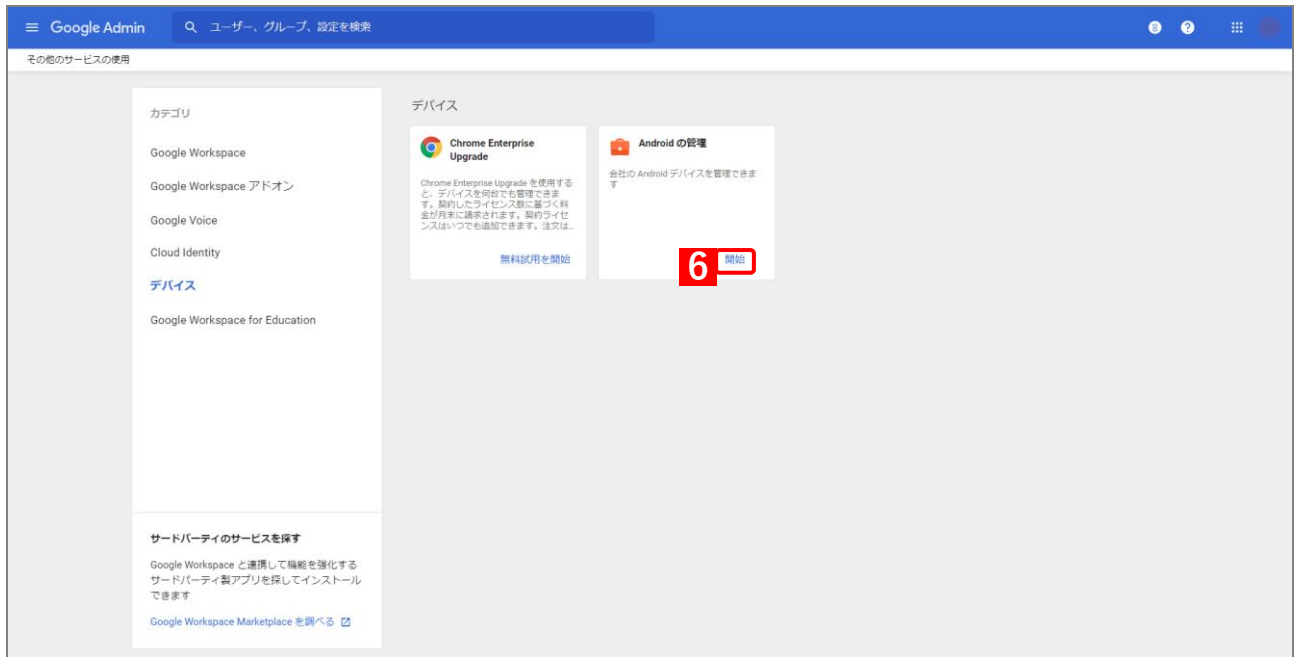 Google Admin
ユーザー、グループ、設定を検索
8
?
その他のサービスの使用
カテゴリ
Google Workspace
Google Workspace アドオン
Google Voice
Cloud Identity
デバイス
Google Workspace for Education
サードパーティのサービスを探す
Google Workspace と連携して機能を強化する
サードパーティ製アプリを探してインストール
できます
Google Workspace Marketplace を調べる
デバイス
Chrome Enterprise
Upgrade
Chrome Enterprise Upgrade を使用する
と、デバイスを何台でも管理できま
す。契約したライセンス数に基づく料
金が月末に請求されます。契約ライセ
ンスはいつでも追加できます。注文は...
無料試用を開始
Android の管理
会社の Android デバイスを管理できま
す
6
開始